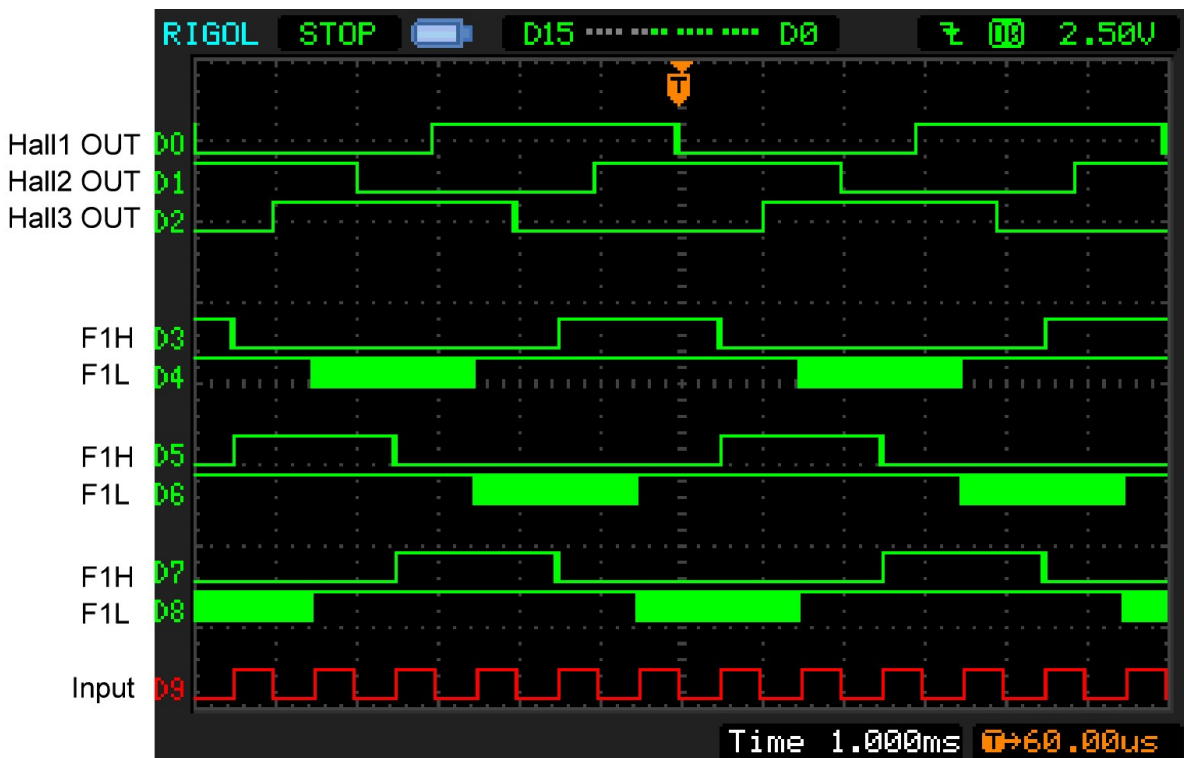 RIGOL STOP D15 D0 D8 2.50V
T
Hall1 OUT D0
Hall2 OUT D1
Hall3 OUT D2
F1H D3
F1L D4
F1H D5
F1L D6
F1H D7
F1L D8
Input D9
Time 1.000ms T→60.00us